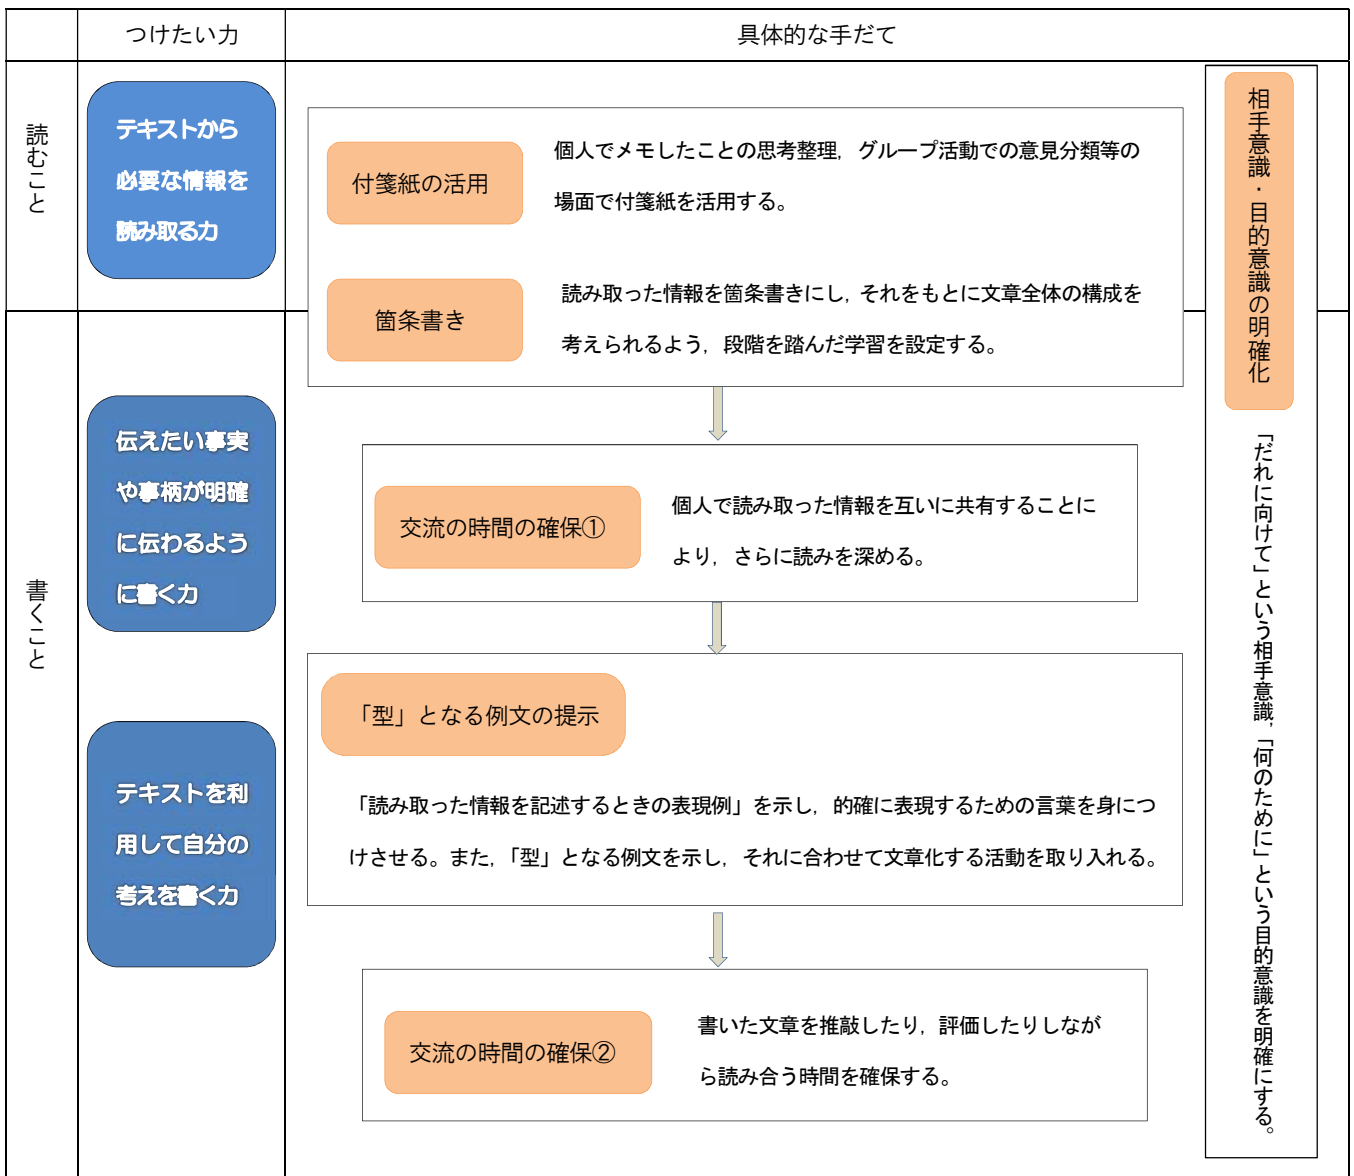 つけたい力
具体的な手だて
読むこと
テキストから
必要な情報を
読み取る力
付箋紙の活用
個人でメモしたことの思考整理，グループ活動での意見分類等の
場面で付箋紙を活用する。
箇条書き
読み取った情報を箇条書きにし，それをもとに文章全体の構成を
考えられるよう，段階を踏んだ学習を設定する。
書くこと
伝えたい事実
や事柄が明確
に伝わるよう
に書く力
交流の時間の確保①
個人で読み取った情報を互いに共有することに
より，さらに読みを深める。
テキストを利
用して自分の
考えを書く力
「型」となる例文の提示
「読み取った情報を記述するときの表現例」を示し，的確に表現するための言葉を身につ
けさせる。また，「型」となる例文を示し，それに合わせて文章化する活動を取り入れる。
交流の時間の確保②
書いた文章を推敲したり，評価したりしなが
ら読み合う時間を確保する。
相手意識・目的意識の明確化
「だれに向けて」という相手意識，「何のために」という目的意識を明確にする。